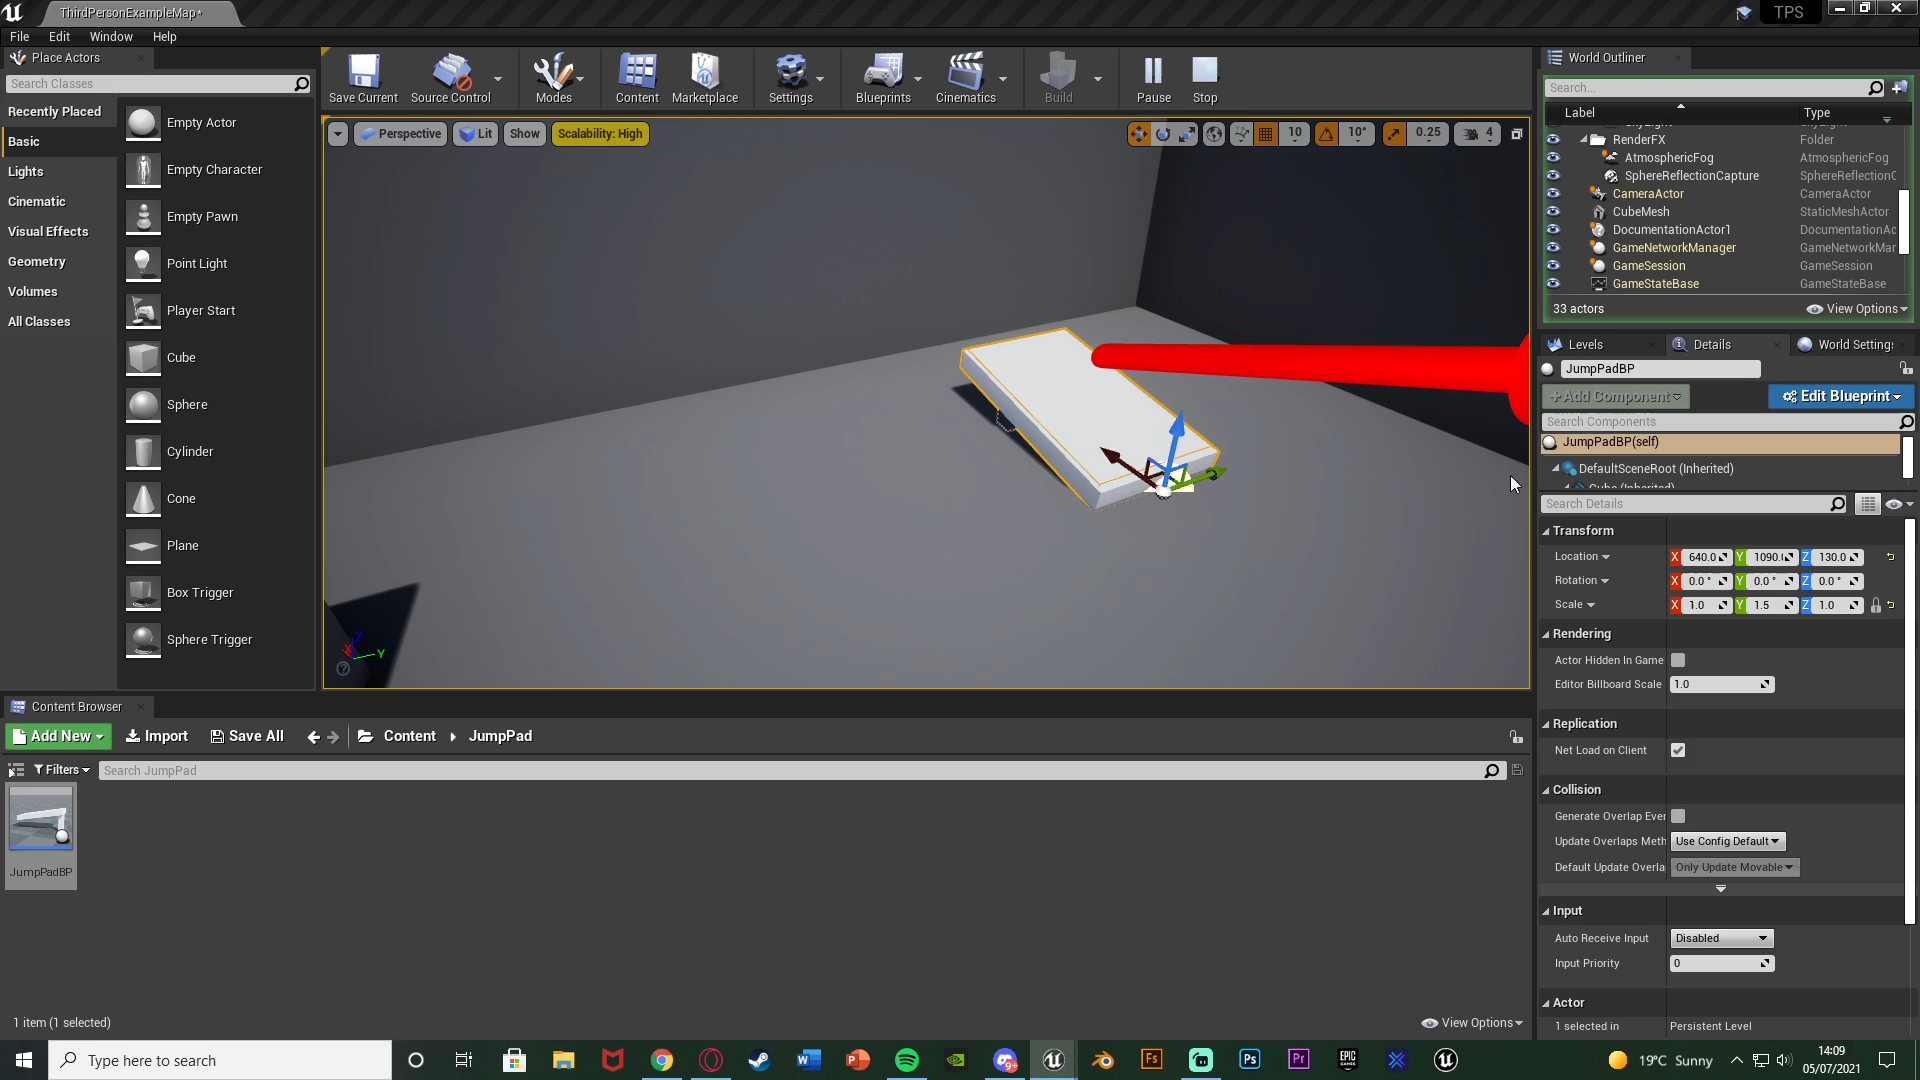 ThirdPersonExampleMap*
TPS
File Edit Window Help
Place Actors
Search Classes
Recently Placed
Basic
Lights
Cinematic
Visual Effects
Geometry
Volumes
All Classes
Empty Actor
Empty Character
Empty Pawn
Point Light
Player Start
Cube
Sphere
Cylinder
Cone
Plane
Box Trigger
Sphere Trigger
Save Current Source Control Modes Content Marketplace Settings Blueprints Cinematics Build Pause Stop
Perspective Lit Show Scalability: High 10 10° 0.25 4
X Y Z
World Outliner
Search...
Label Type
RenderFX Folder
AtmosphericFog AtmosphericFog
SphereReflectionCapture SphereReflectionC
CameraActor CameraActor
CubeMesh StaticMeshActor
DocumentationActor1 DocumentationAc
GameNetworkManager GameNetworkMar
GameSession GameSession
GameStateBase GameStateBase
33 actors View Options
Levels Details World Settings
JumpPadBP
+Add Component Edit Blueprint
Search Components
JumpPadBP(self)
DefaultSceneRoot (Inherited)
Cube (Inherited)
Search Details
Transform
Location X 640.0 Y 1090.( Z 130.0
Rotation X 0.0 ° Y 0.0 ° Z 0.0 °
Scale X 1.0 Y 1.5 Z 1.0
Rendering
Actor Hidden In Game
Editor Billboard Scale 1.0
Replication
Net Load on Client
Collision
Generate Overlap Ever
Update Overlaps Meth Use Config Default
Default Update Overla Only Update Movable
Input
Auto Receive Input Disabled
Input Priority 0
Actor
1 selected in Persistent Level
Content Browser
Add New Import Save All Content JumpPad
Filters Search JumpPad
JumpPadBP
1 item (1 selected) View Options
Type here to search
19°C Sunny
14:09
05/07/2021